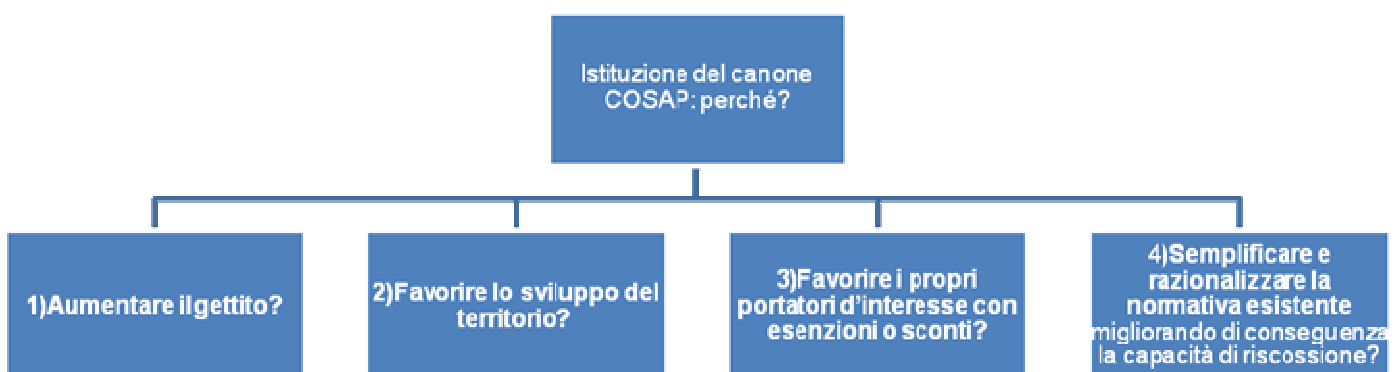 Istituzione del canone
COSAP: perché?
1)Aumentare il gettito?
2)Favorire lo sviluppo del
territorio?
3)Favorire i propri
portatori d'interesse con
esenzioni o sconti?
4)Semplificare e
razionalizzare la
normativa esistente
migliorando di conseguenza
la capacità di riscossione?